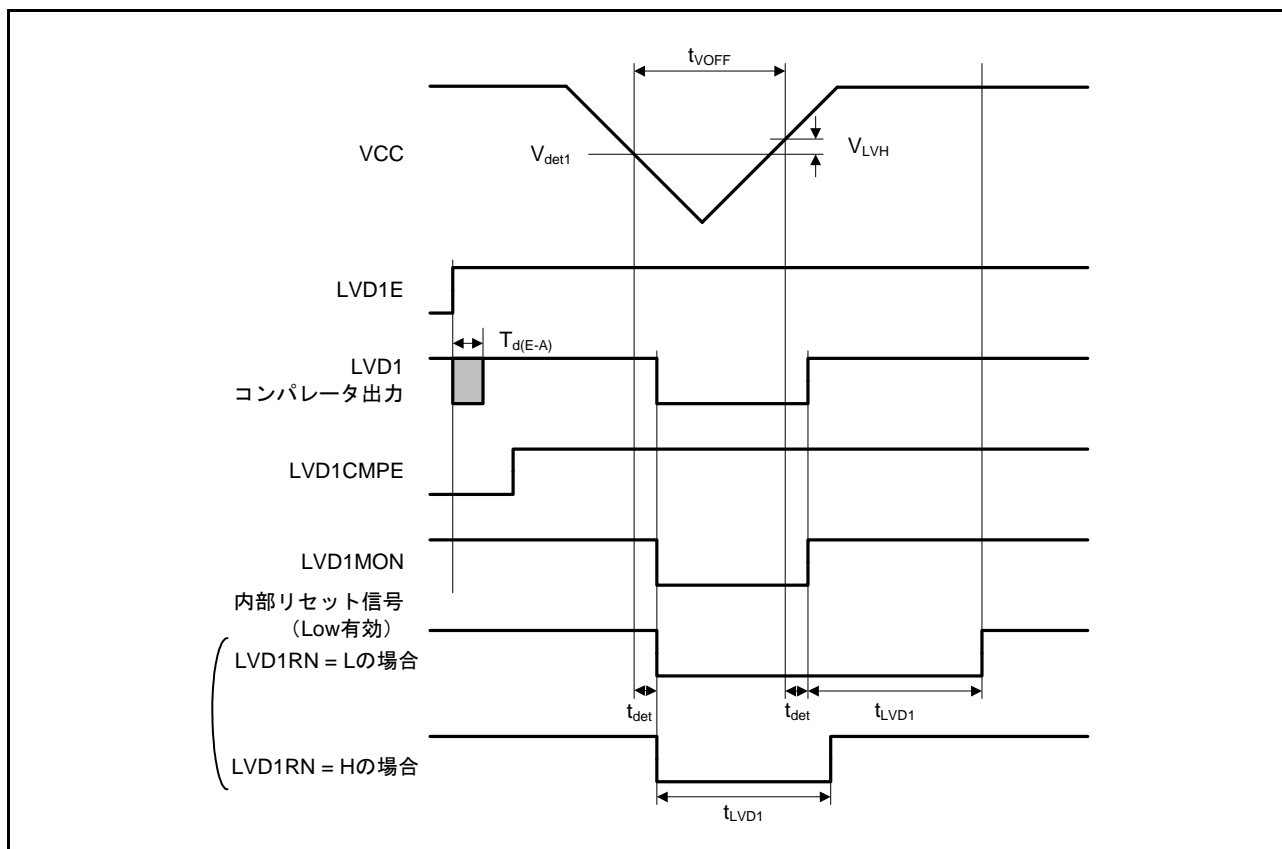 tVOFF
VCC
Vdet1
VLVH
LVD1E
Td(E-A)
LVD1
コンパレータ出力
LVD1CMPE
LVD1MON
内部リセット信号
（Low有効）
LVD1RN = Lの場合
tdet
tdet
tLVD1
LVD1RN = Hの場合
tLVD1